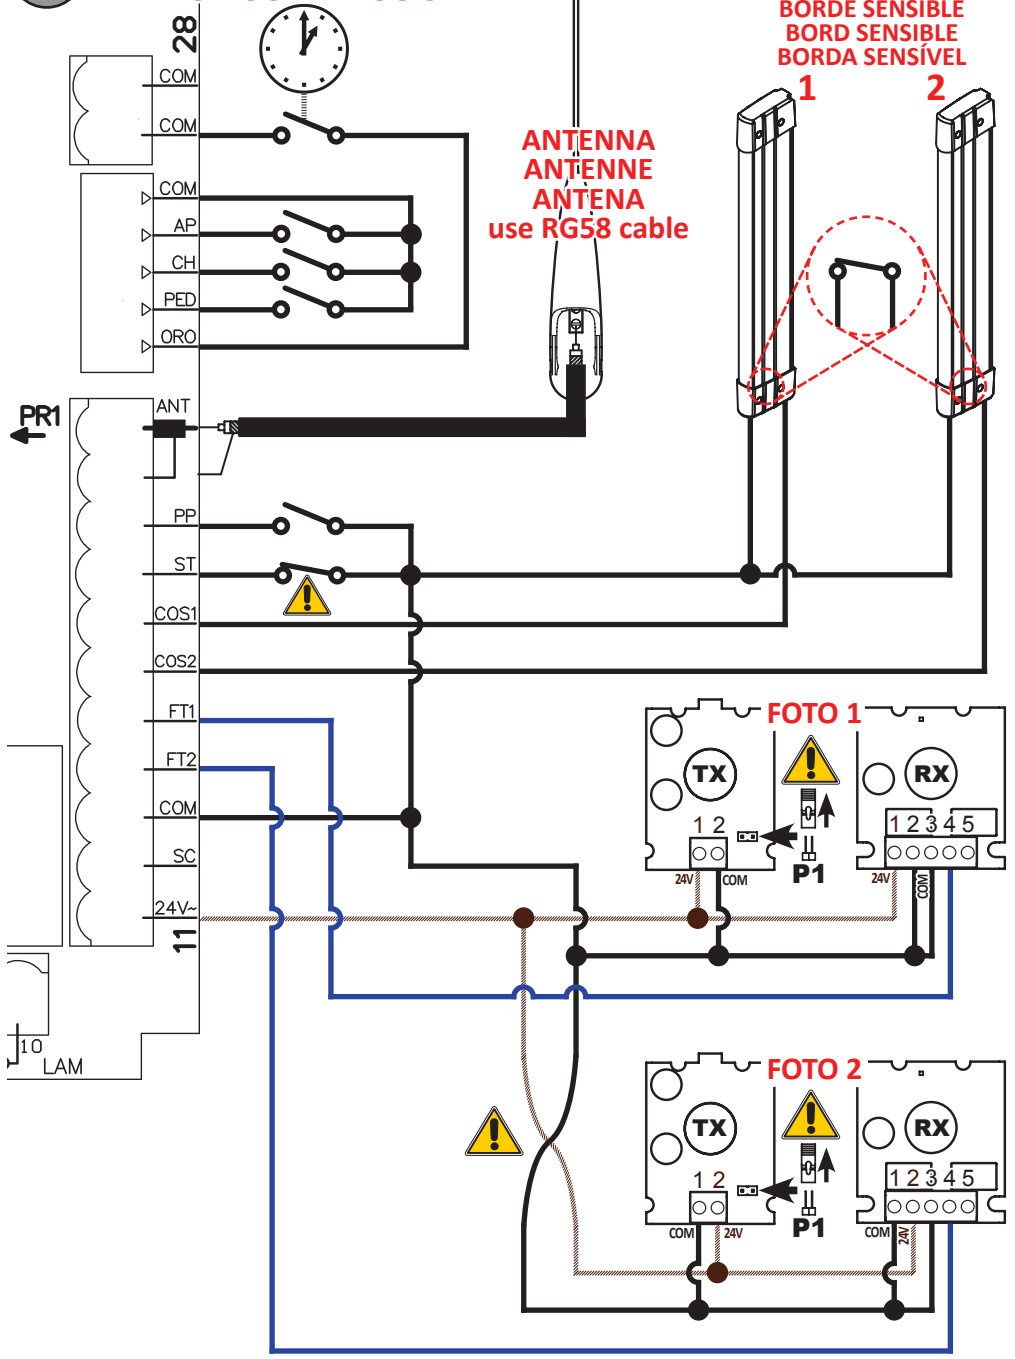 BORDE SENSIBLE
BORD SENSIBLE
BORDA SENSÍVEL
1
2
28
COM
COM
COM
AP
CH
PED
ORO
ANTENNA
ANTENNE
ANTENA
use RG58 cable
PR1
ANT
PP
ST
COS1
COS2
FT1
FT2
COM
SC
24V~
11
10
LAM
FOTO 1
TX
RX
1 2
1 2 3 4 5
P1
24V
COM
24V
COM
FOTO 2
TX
RX
1 2
1 2 3 4 5
P1
COM
24V
COM
24V